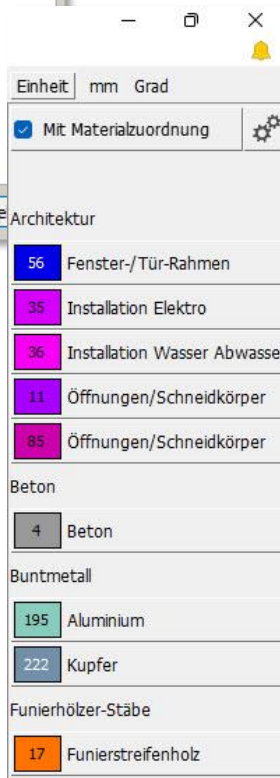 Einheit mm Grad
Mit Materialzuordnung
Architektur
56 Fenster-/Tür-Rahmen
35 Installation Elektro
36 Installation Wasser Abwasse
11 Öffnungen/Schneidkörper
85 Öffnungen/Schneidkörper
Beton
4 Beton
Buntmetall
195 Aluminium
222 Kupfer
Funierhölzer-Stäbe
17 Funierstreifenholz